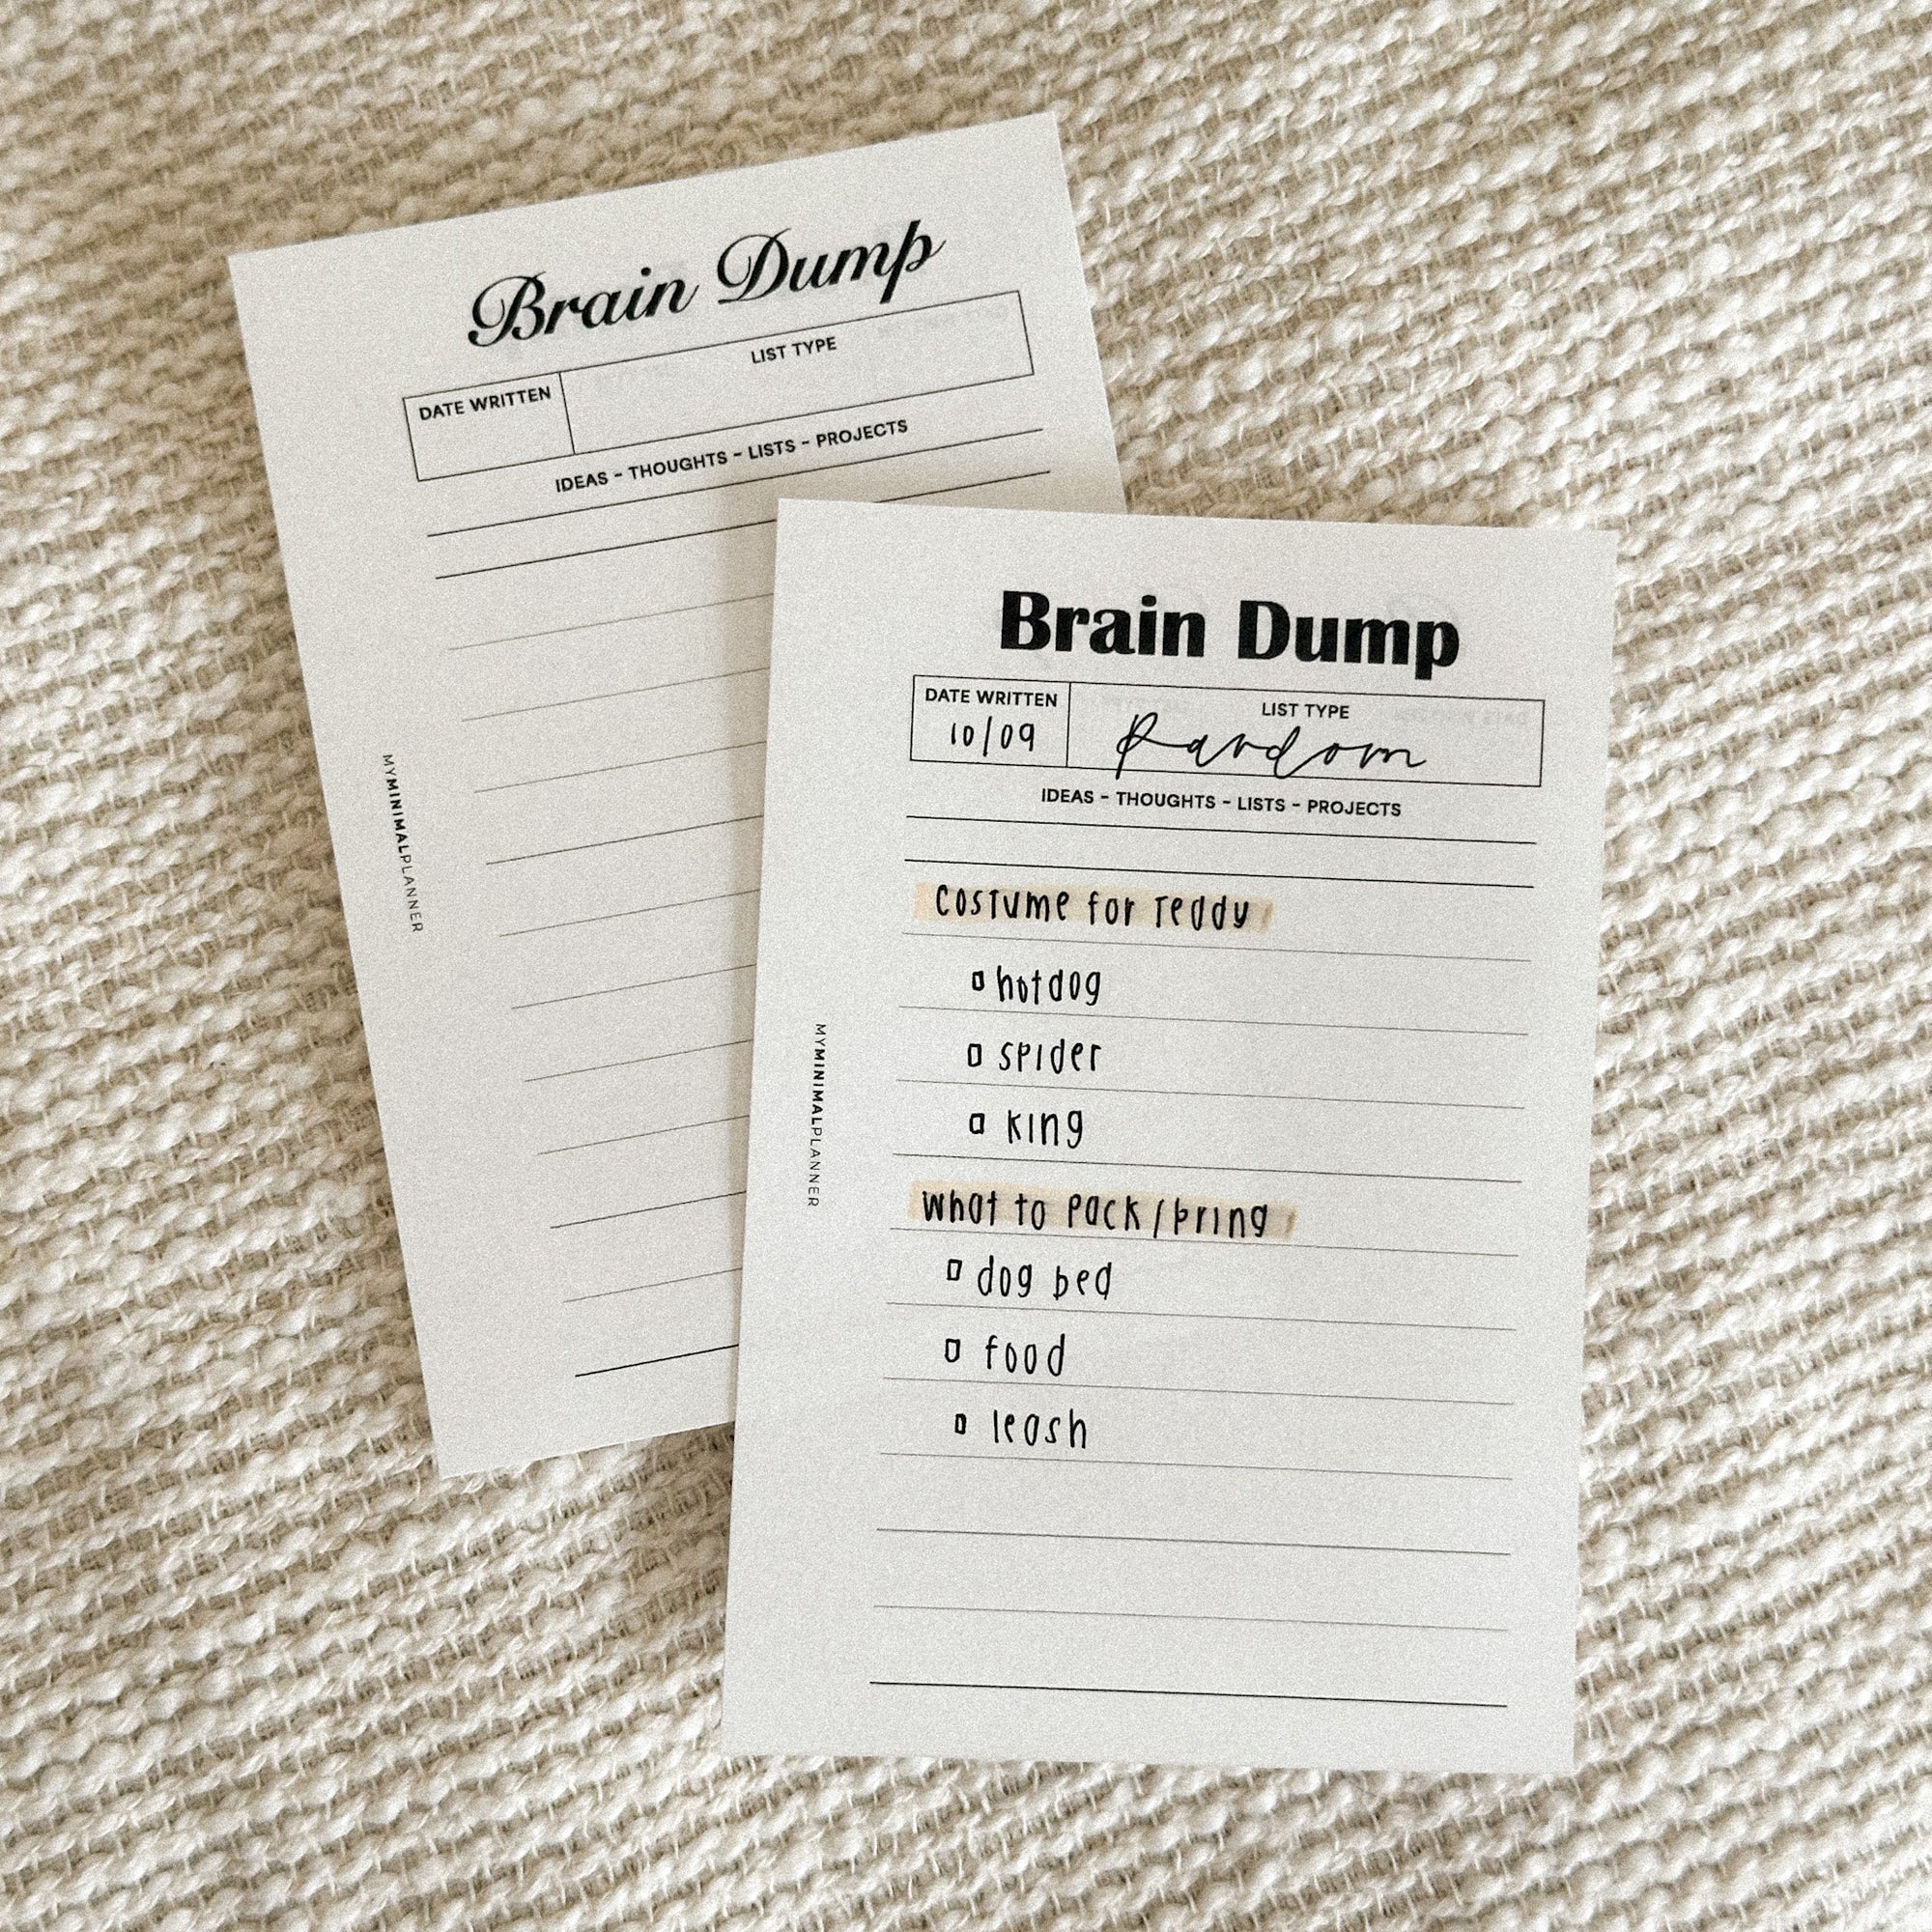 Brain Dump
DATE WRITTEN
LIST TYPE
IDEAS - THOUGHTS - LISTS - PROJECTS
MYMINIMALPLANNER
Brain Dump
DATE WRITTEN
10/09
LIST TYPE
Random
IDEAS - THOUGHTS - LISTS - PROJECTS
costume for Teddy
hotdog
spider
king
what to pack/bring
dog bed
food
leash
MYMINIMALPLANNER